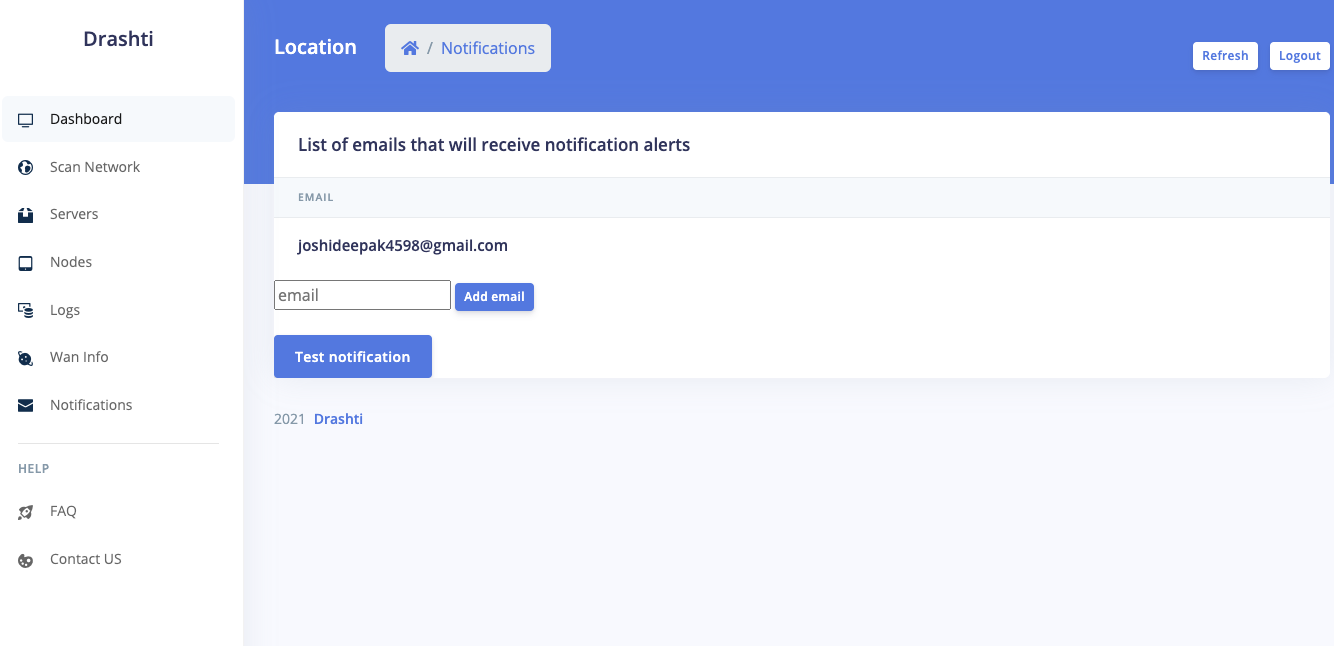 Drashti
Dashboard
Scan Network
Servers
Nodes
Logs
Wan Info
Notifications
HELP
FAQ
Contact US
Location
/ Notifications
Refresh
Logout
List of emails that will receive notification alerts
EMAIL
joshideepak4598@gmail.com
email
Add email
Test notification
2021 Drashti